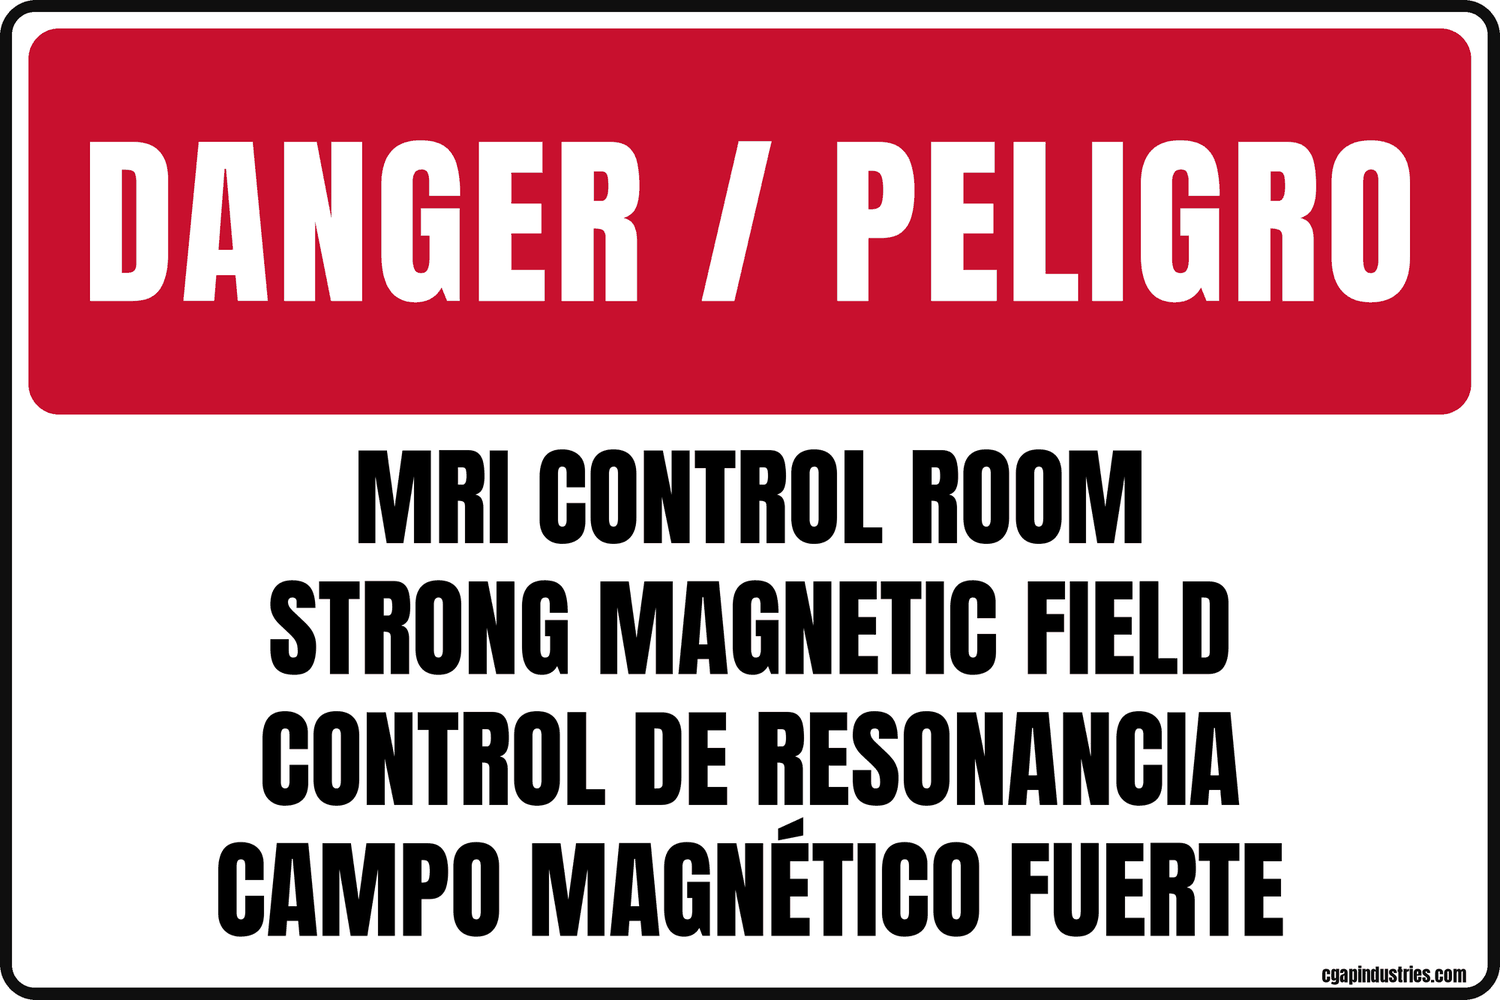 DANGER / PELIGRO
MRI CONTROL ROOM
STRONG MAGNETIC FIELD
CONTROL DE RESONANCIA
CAMPO MAGNÉTICO FUERTE
cgapindustries.com